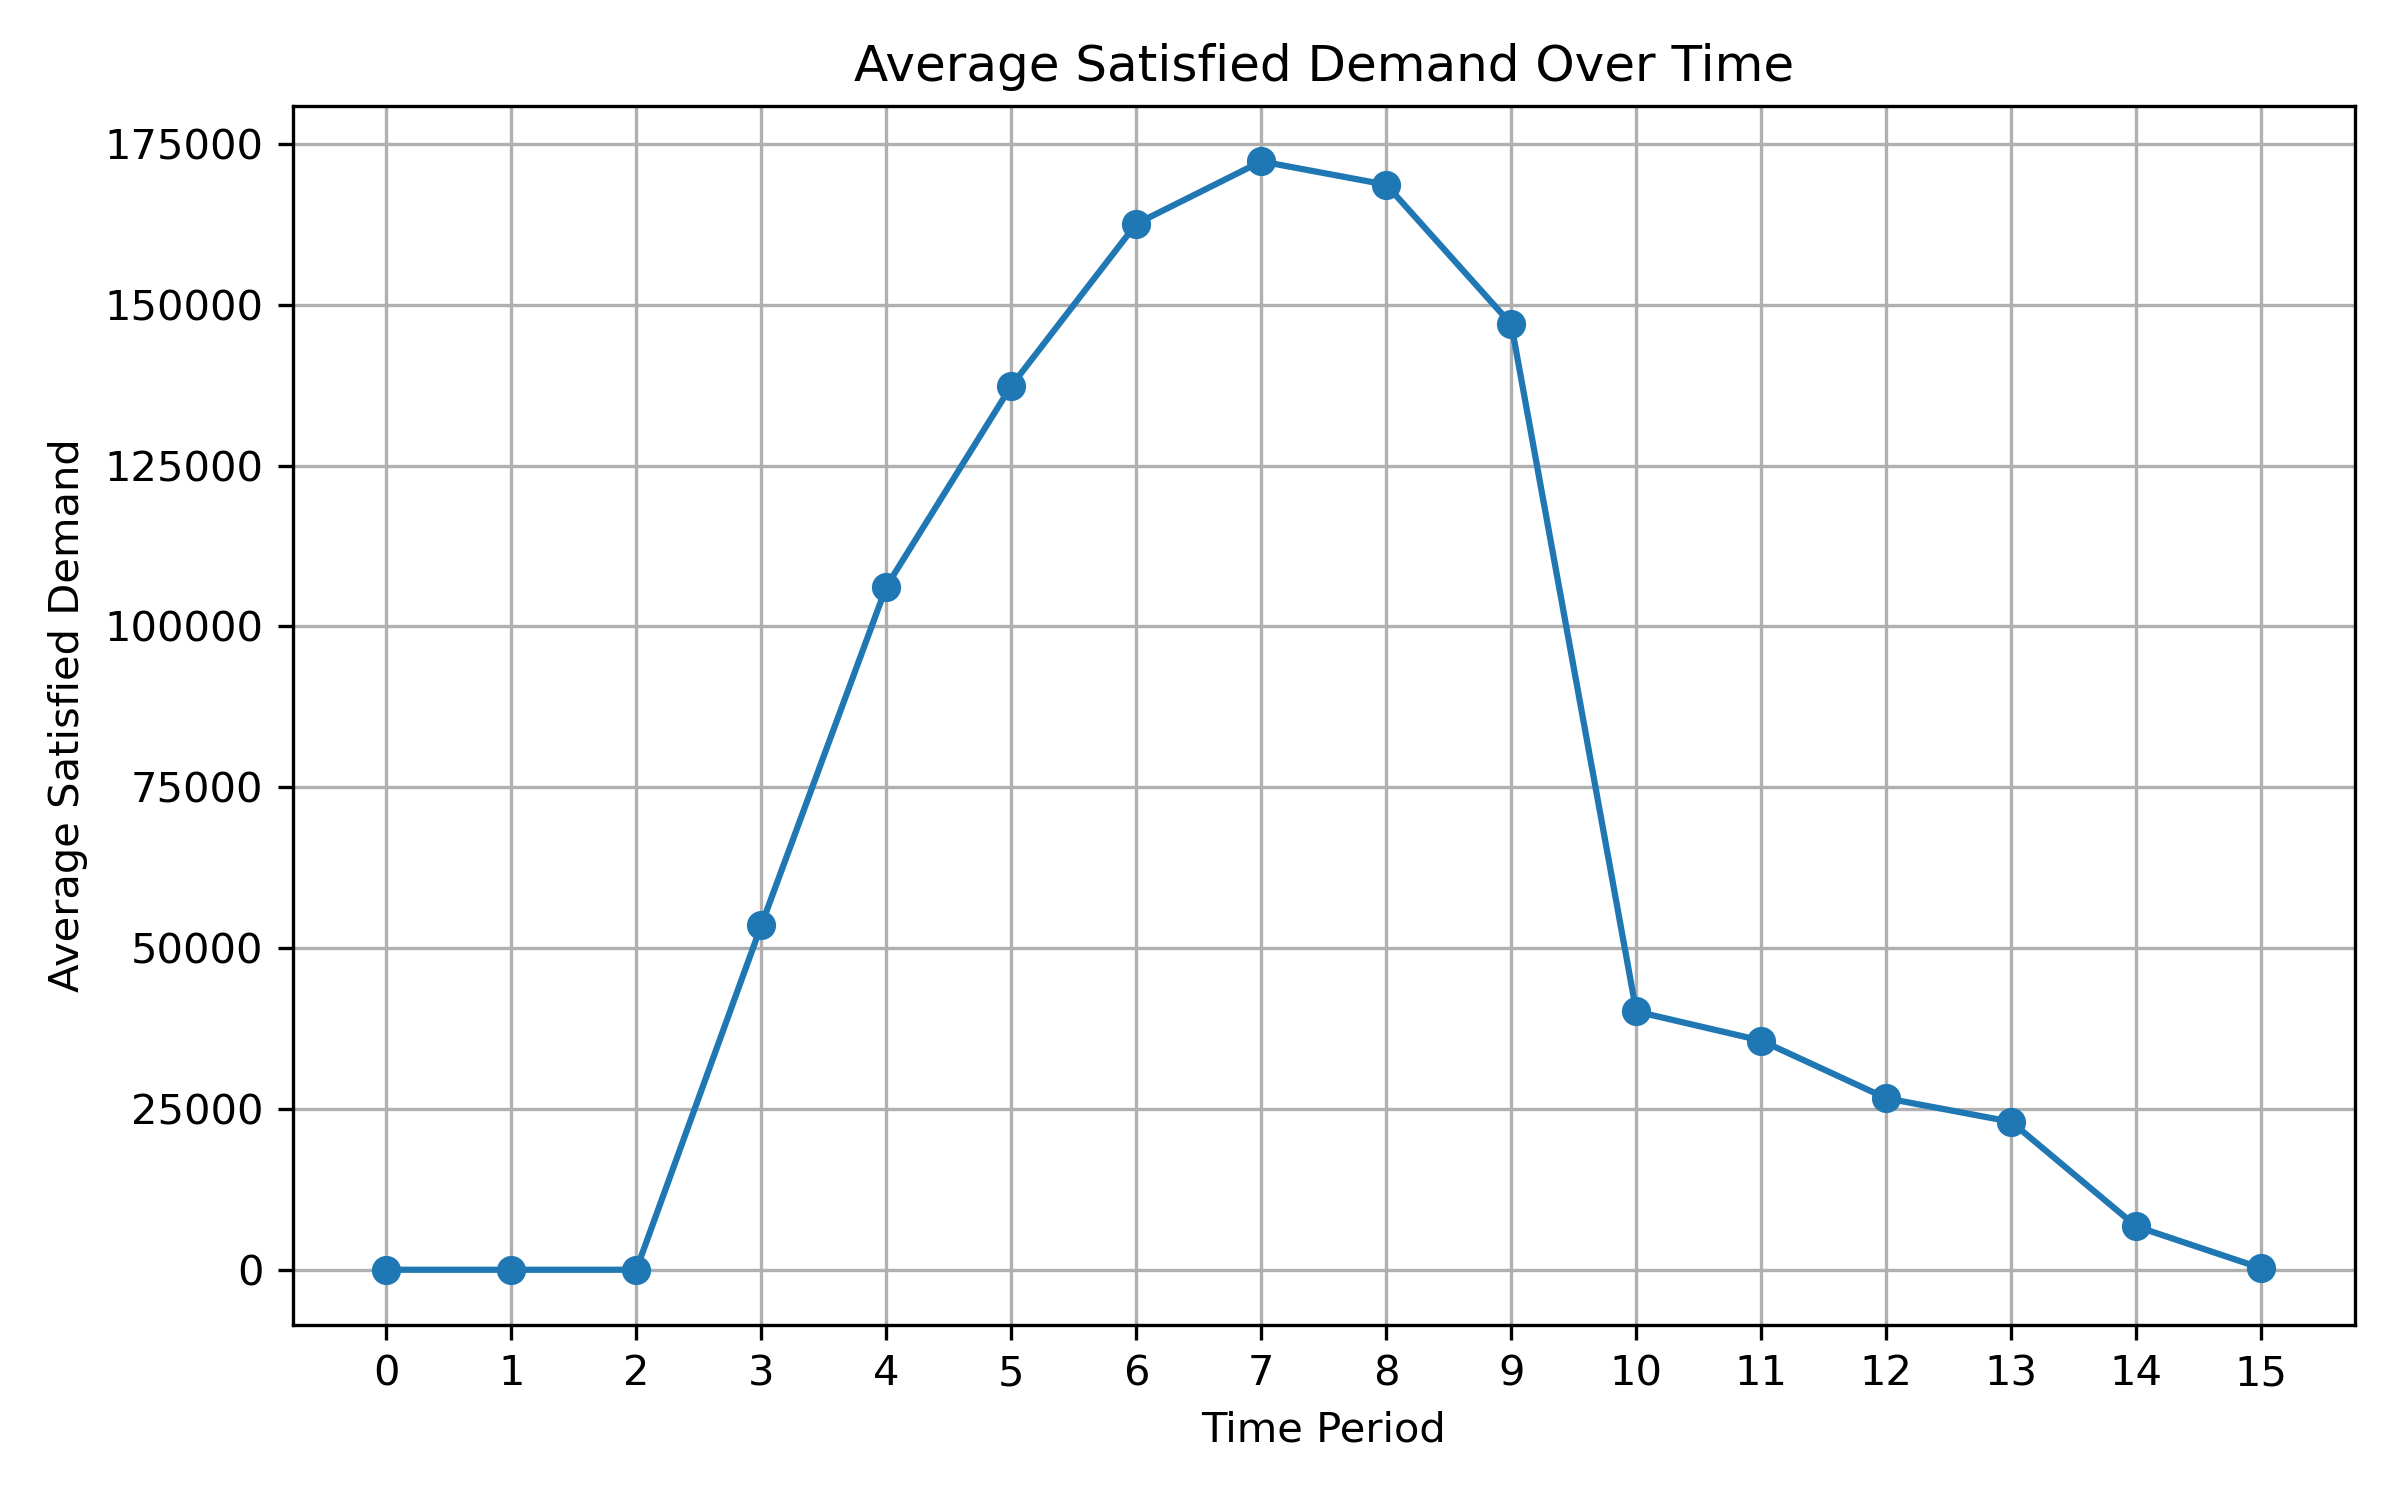 Average Satisfied Demand Over Time
175000
150000
125000
100000
75000
50000
25000
0
Average Satisfied Demand
0 1 2 3 4 5 6 7 8 9 10 11 12 13 14 15
Time Period